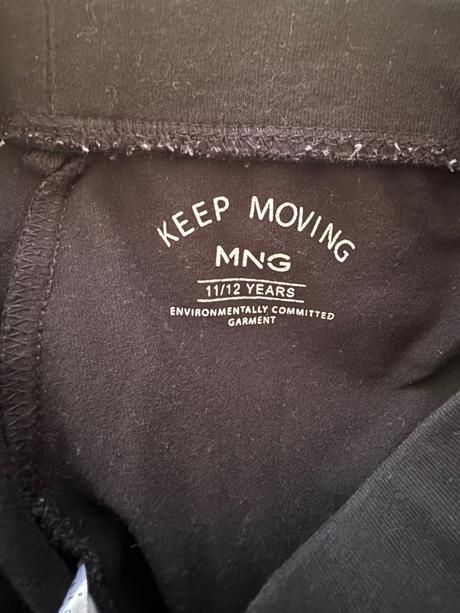 KEEP MOVING
MNG
11/12 YEARS
ENVIRONMENTALLY COMMITTED
GARMENT